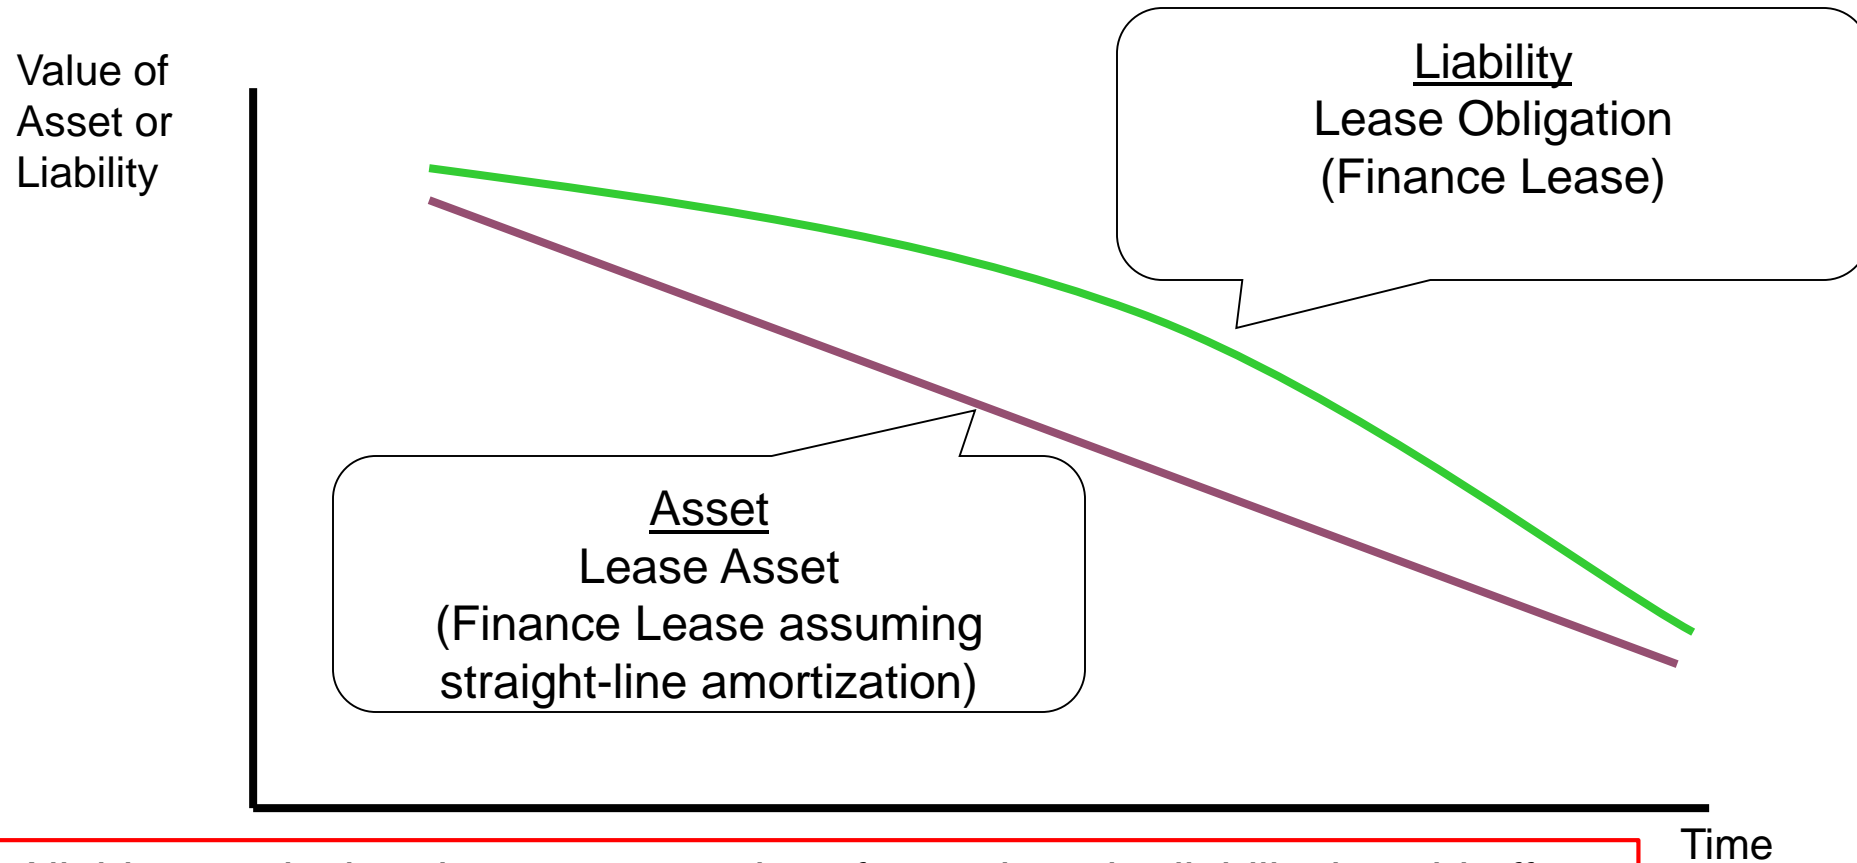 Value of
Asset or
Liability
Liability
Lease Obligation
(Finance Lease)
Asset
Lease Asset
(Finance Lease assuming
straight-line amortization)
Time